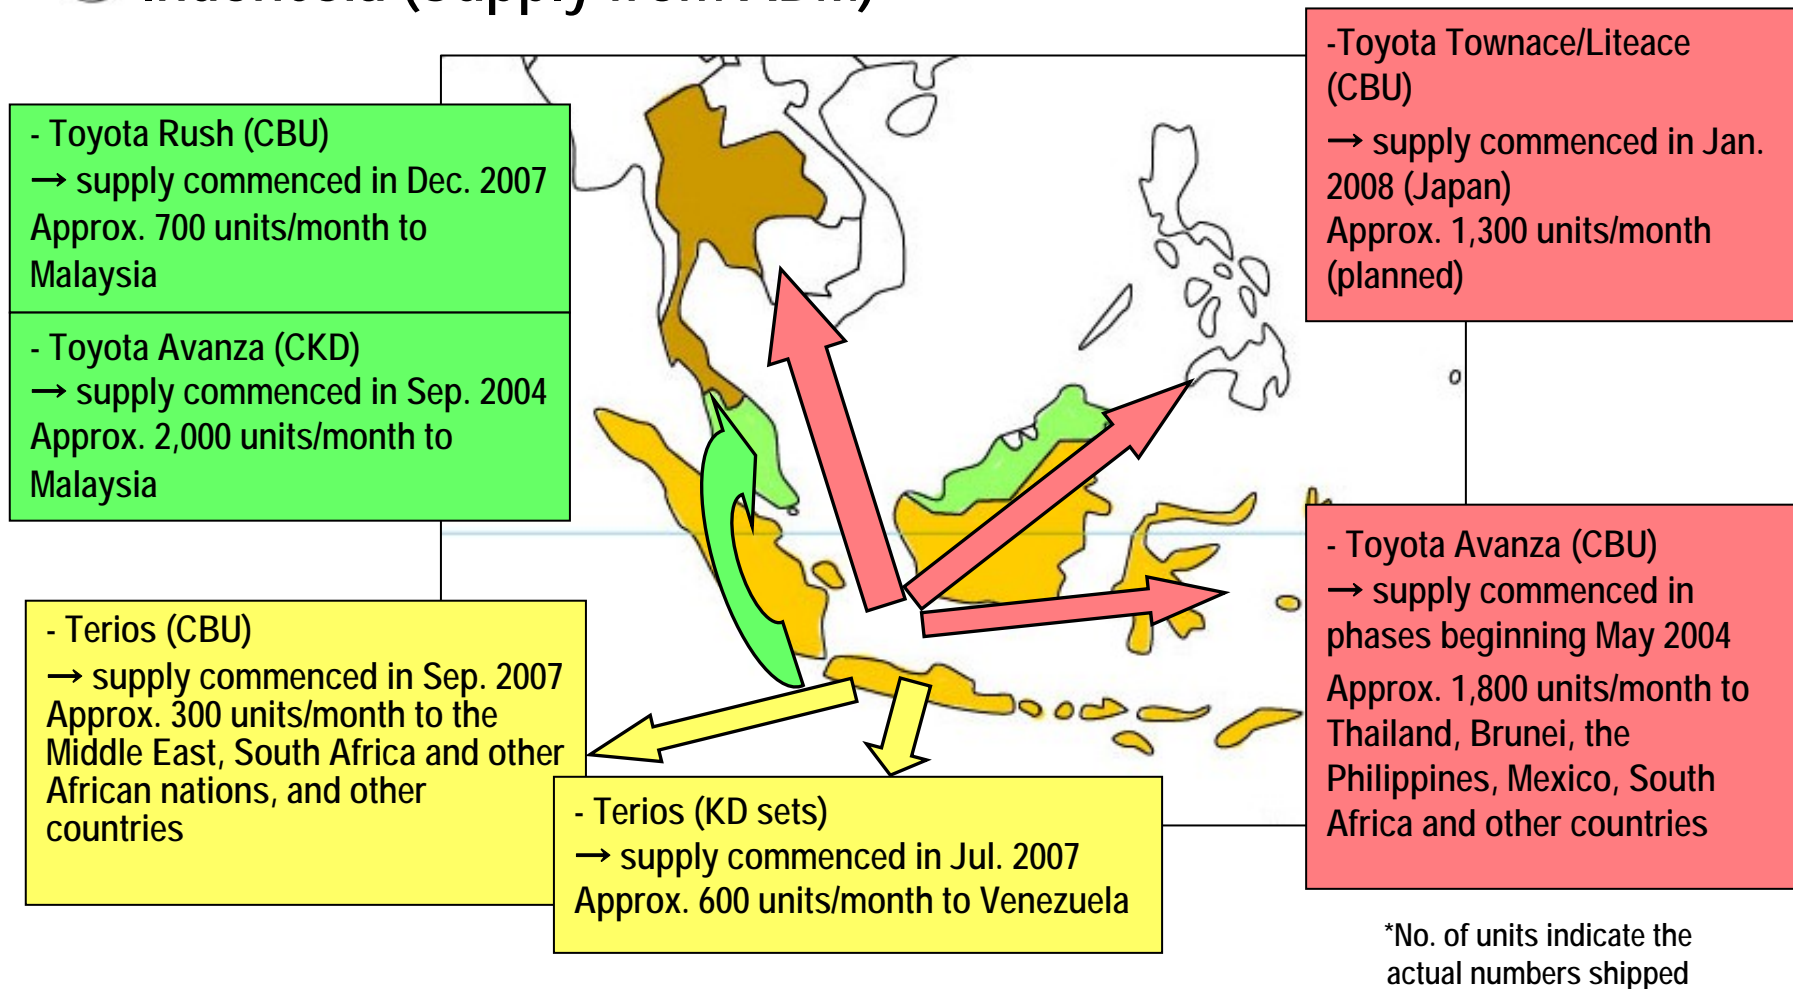 - Toyota Rush (CBU)
→ supply commenced in Dec. 2007
Approx. 700 units/month to
Malaysia
- Toyota Avanza (CKD)
→ supply commenced in Sep. 2004
Approx. 2,000 units/month to
Malaysia
- Terios (CBU)
→ supply commenced in Sep. 2007
Approx. 300 units/month to the
Middle East, South Africa and other
African nations, and other
countries
- Terios (KD sets)
→ supply commenced in Jul. 2007
Approx. 600 units/month to Venezuela
-Toyota Townace/Liteace
(CBU)
→ supply commenced in Jan.
2008 (Japan)
Approx. 1,300 units/month
(planned)
- Toyota Avanza (CBU)
→ supply commenced in
phases beginning May 2004
Approx. 1,800 units/month to
Thailand, Brunei, the
Philippines, Mexico, South
Africa and other countries
*No. of units indicate the
actual numbers shipped